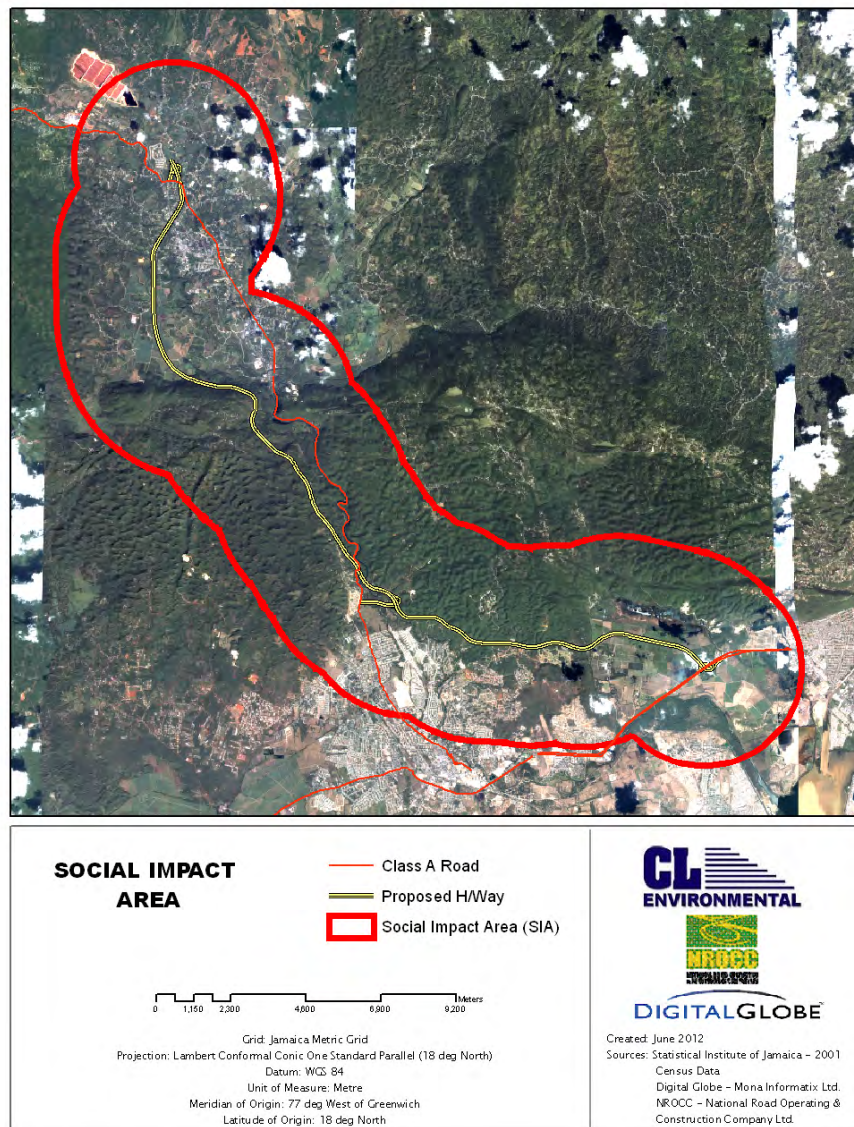 SOCIAL IMPACT
AREA
Class A Road
Proposed H/Way
Social Impact Area (SIA)
Meters
0 1,150 2,300 4,600 6,900 9,200
Grid: Jamaica Metric Grid
Projection: Lambert Conformal Conic One Standard Parallel (18 deg North)
Datum: WGS 84
Unit of Measure: Metre
Meridian of Origin: 77 deg West of Greenwich
Latitude of Origin: 18 deg North
CL
ENVIRONMENTAL
NROCC
DIGITALGLOBE
Created: June 2012
Sources: Statistical Institute of Jamaica - 2001
Census Data
Digital Globe - Mona Informatix Ltd.
NROCC - National Road Operating &
Construction Company Ltd.